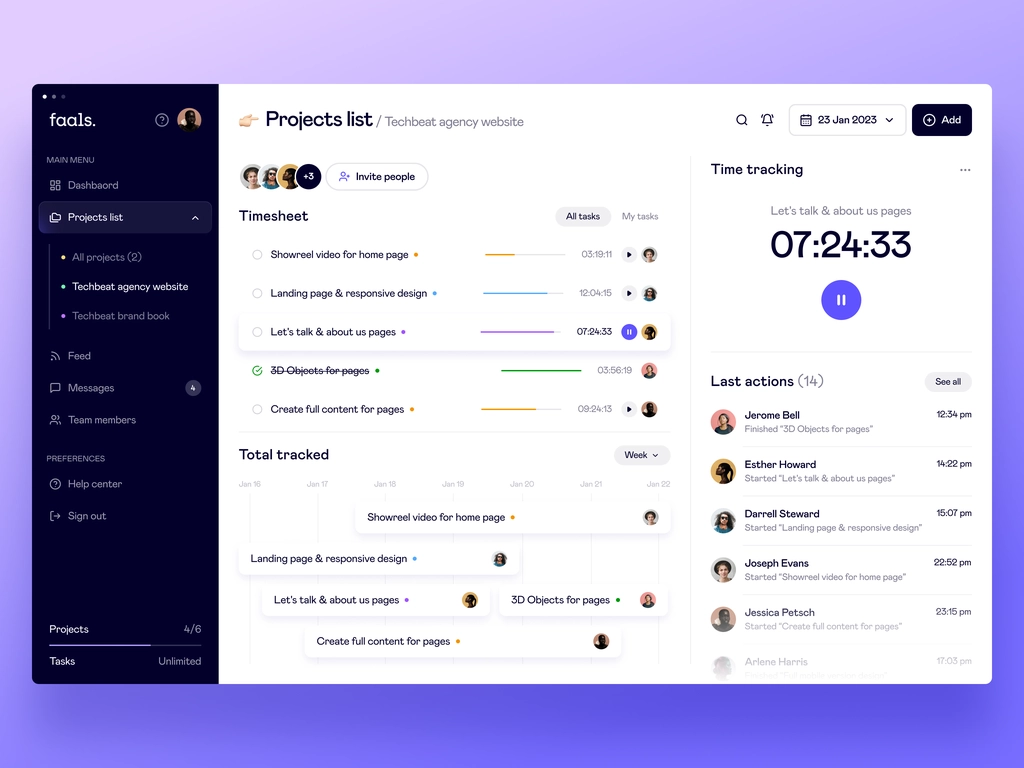 faals.
MAIN MENU
Dashbaord
Projects list
All projects (2)
Techbeat agency website
Techbeat brand book
Feed
Messages
4
Team members
PREFERENCES
Help center
Sign out
Projects 4/6
Tasks Unlimited
Projects list / Techbeat agency website
23 Jan 2023
Add
+3
Invite people
Timesheet
All tasks My tasks
Showreel video for home page 03:19:11
Landing page & responsive design 12:04:15
Let's talk & about us pages 07:24:33
3D Objects for pages 03:56:19
Create full content for pages 09:24:13
Total tracked
Week
Jan 16 Jan 17 Jan 18 Jan 19 Jan 20 Jan 21 Jan 22
Showreel video for home page
Landing page & responsive design
Let's talk & about us pages
3D Objects for pages
Create full content for pages
Time tracking
Let's talk & about us pages
07:24:33
Last actions (14)
See all
Jerome Bell 12:34 pm
Finished "3D Objects for pages"
Esther Howard 14:22 pm
Started "Let's talk & about us pages"
Darrell Steward 15:07 pm
Started "Landing page & responsive design"
Joseph Evans 22:52 pm
Started "Showreel video for home page"
Jessica Petsch 23:15 pm
Started "Create full content for pages"
Arlene Harris 17:03 pm